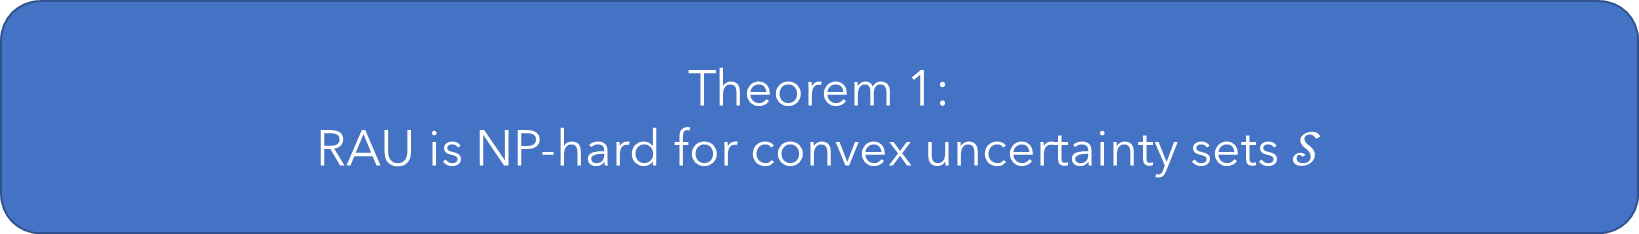 Theorem 1:
RAU is NP-hard for convex uncertainty sets 𝒮